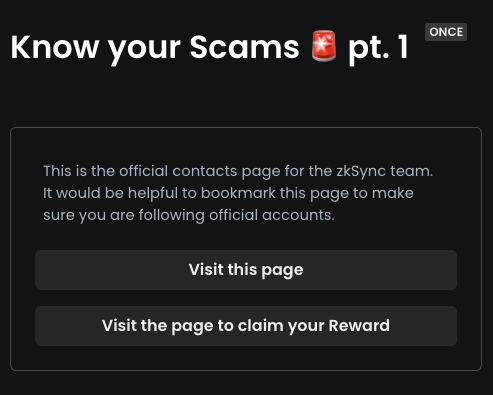 Know your Scams 🚨 pt. 1
ONCE
This is the official contacts page for the zkSync team.
It would be helpful to bookmark this page to make
sure you are following official accounts.
Visit this page
Visit the page to claim your Reward